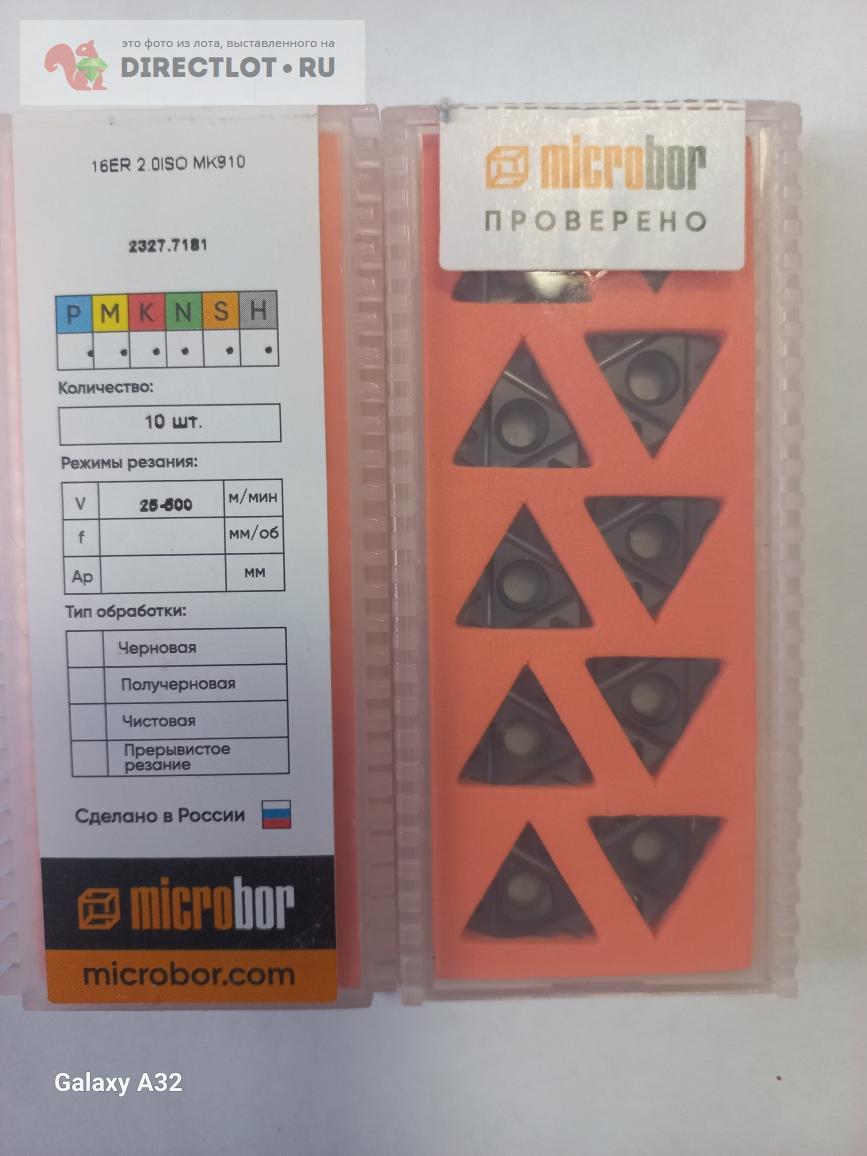 это фото из лота, выставленного на
DIRECTLOT.RU
16ER 2.0ISO MK910
2327.7181
P M K N S H
Количество:
10 шт.
Режимы резания:
V 25-500 м/мин
f мм/об
Ap мм
Тип обработки:
Черновая
Получерновая
Чистовая
Прерывистое
резание
Сделано в России
microbor
microbor.com
microbor
ПРОВЕРЕНО
Galaxy A32